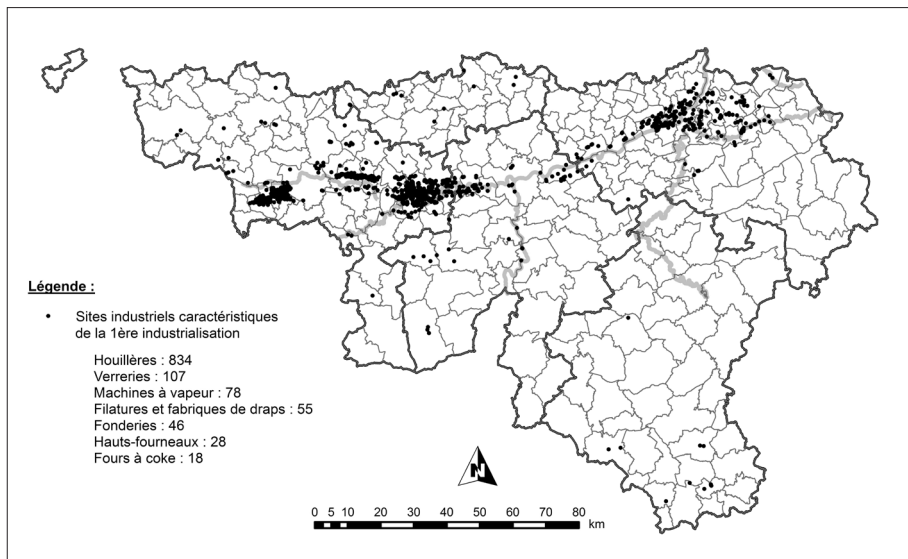 Légende :
Sites industriels caractéristiques
de la 1ère industrialisation
Houillères : 834
Verreries : 107
Machines à vapeur : 78
Filatures et fabriques de draps : 55
Fonderies : 46
Hauts-fourneaux : 28
Fours à coke : 18
N
0 5 10 20 30 40 50 60 70 80
km